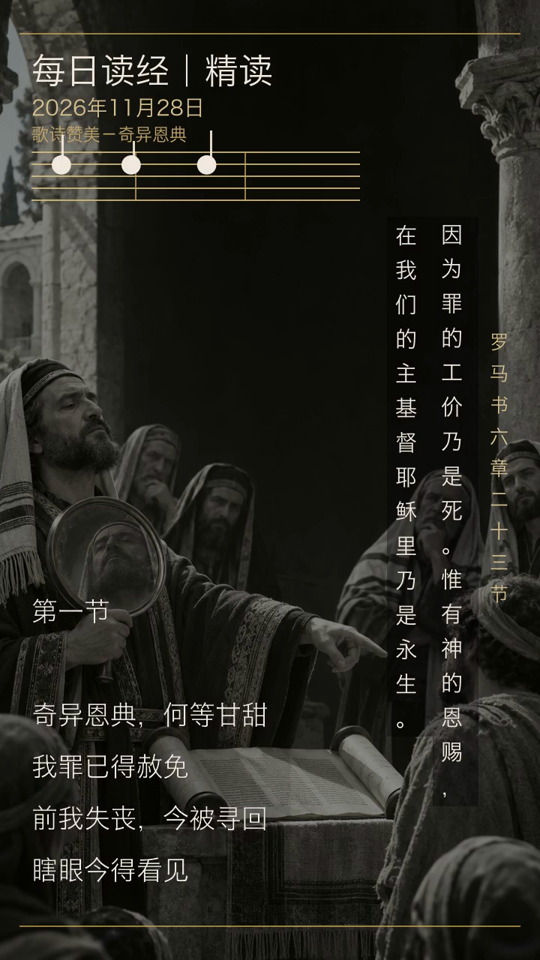 每日读经｜精读
2026年11月28日
歌诗赞美－奇异恩典
因为罪的工价乃是死。惟有神的恩赐，
在我们的主基督耶稣里乃是永生。
罗马书六章二十三节
第一节
奇异恩典，何等甘甜
我罪已得赦免
前我失丧，今被寻回
瞎眼今得看见